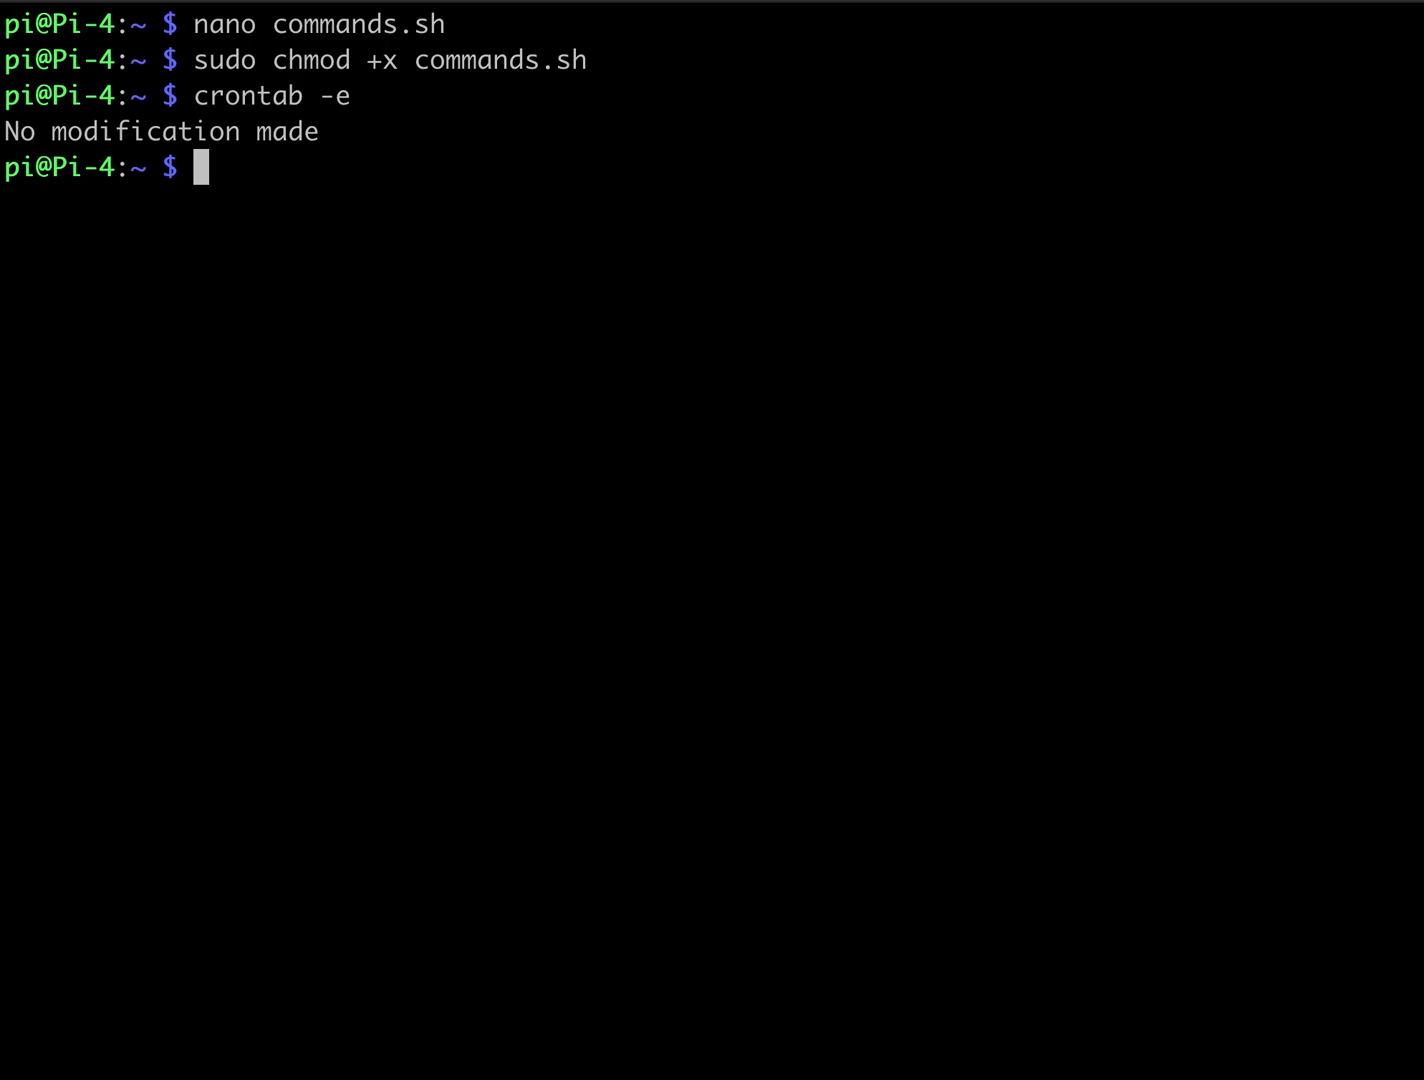 pi@Pi-4:~ $ nano commands.sh
pi@Pi-4:~ $ sudo chmod +x commands.sh
pi@Pi-4:~ $ crontab -e
No modification made
pi@Pi-4:~ $